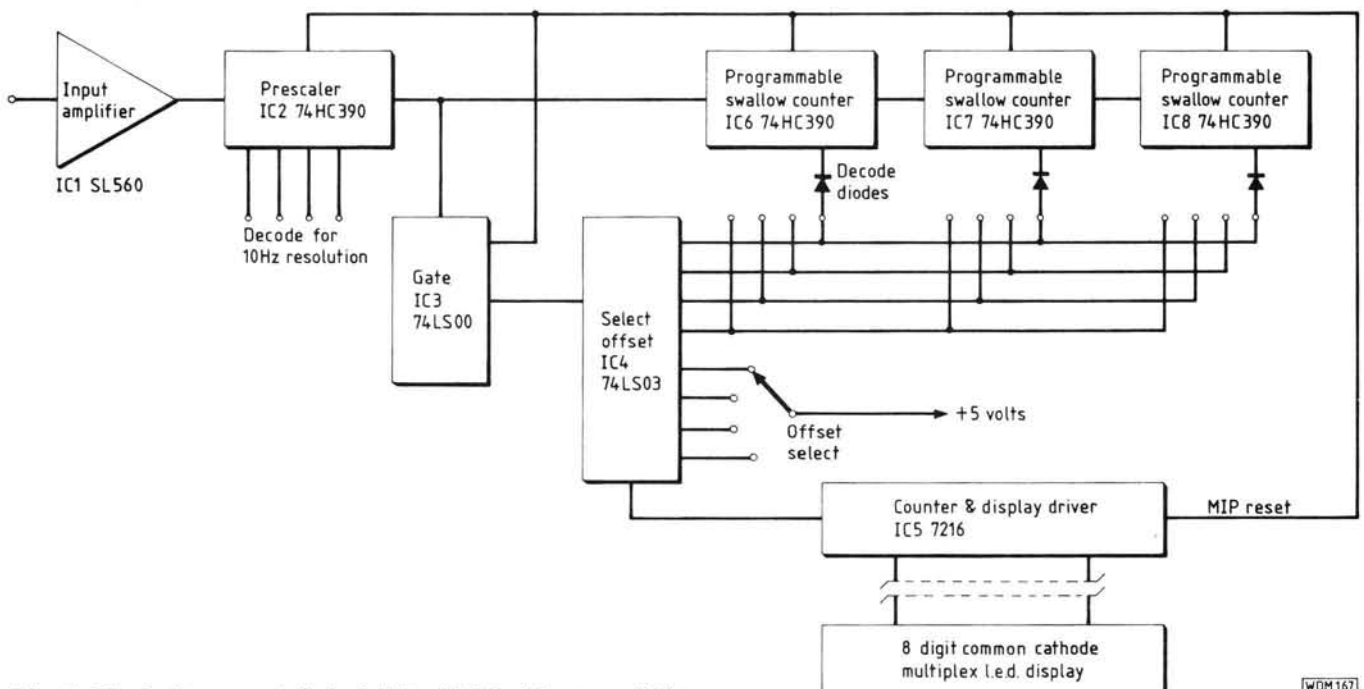 Input
amplifier
IC1 SL560
Prescaler
IC2 74HC390
Decode for
10Hz resolution
Gate
IC3
74LS00
Select
offset
IC4
74LS03
Programmable
swallow counter
IC6 74HC390
Programmable
swallow counter
IC7 74HC390
Programmable
swallow counter
IC8 74HC390
Decode
diodes
+5 volts
Offset
select
Counter & display driver
IC5 7216
MIP reset
8 digit common cathode
multiplex l.e.d. display
WDM167